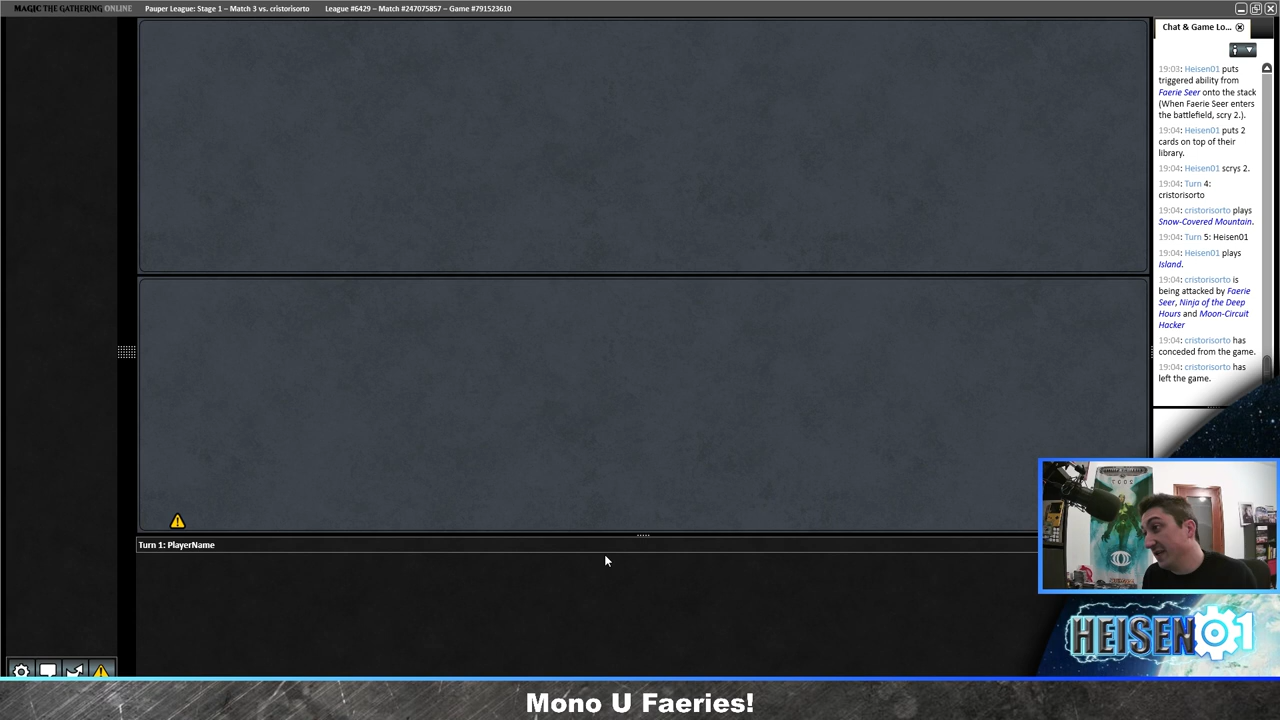 MAGIC THE GATHERING ONLINE
Pauper League: Stage 1 – Match 3 vs. cristorisorto
League #6429 – Match #247075857 – Game #791523610
Chat & Game Lo...
19:03: Heisen01 puts
triggered ability from
Faerie Seer onto the stack
(When Faerie Seer enters
the battlefield, scry 2.).
19:04: Heisen01 puts 2
cards on top of their
library.
19:04: Heisen01 scrys 2.
19:04: Turn 4:
cristorisorto
19:04: cristorisorto plays
Snow-Covered Mountain.
19:04: Turn 5: Heisen01
19:04: Heisen01 plays
Island.
19:04: cristorisorto is
being attacked by Faerie
Seer, Ninja of the Deep
Hours and Moon-Circuit
Hacker
19:04: cristorisorto has
conceded from the game.
19:04: cristorisorto has
left the game.
Turn 1: PlayerName
HEISEN01
Mono U Faeries!